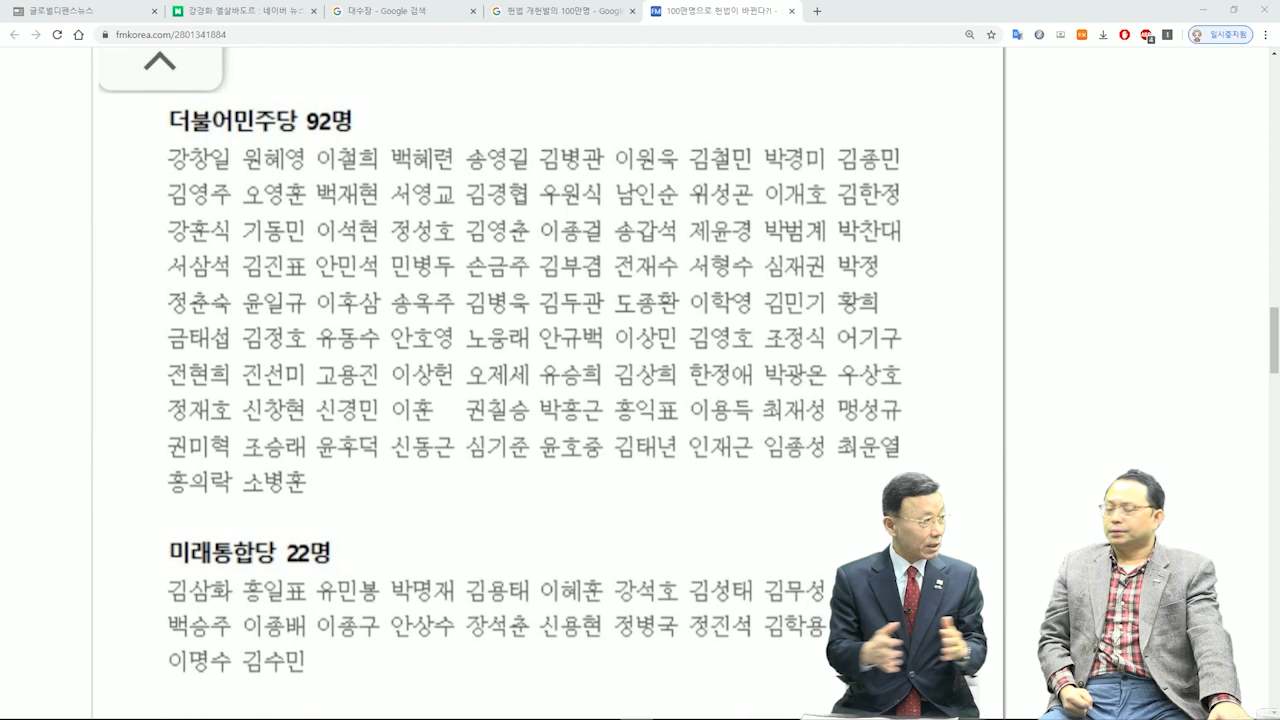 글로벌디팬스뉴스
강경화 옐살바도르 : 네이버 뉴스
대수장 - Google 검색
헌법 개헌발의 100만명 - Google
100만명으로 헌법이 바뀐다?! -
fmkorea.com/2801341884
일시중지됨
더불어민주당 92명
강창일 원혜영 이철희 백혜련 송영길 김병관 이원욱 김철민 박경미 김종민
김영주 오영훈 백재현 서영교 김경협 우원식 남인순 위성곤 이개호 김한정
강훈식 기동민 이석현 정성호 김영춘 이종걸 송갑석 제윤경 박범계 박찬대
서삼석 김진표 안민석 민병두 손금주 김부겸 전재수 서형수 심재권 박정
정춘숙 윤일규 이후삼 송옥주 김병욱 김두관 도종환 이학영 김민기 황희
금태섭 김정호 유동수 안호영 노웅래 안규백 이상민 김영호 조정식 어기구
전현희 진선미 고용진 이상헌 오제세 유승희 김상희 한정애 박광온 우상호
정재호 신창현 신경민 이훈 권칠승 박홍근 홍익표 이용득 최재성 맹성규
권미혁 조승래 윤후덕 신동근 심기준 윤호중 김태년 인재근 임종성 최운열
홍의락 소병훈
미래통합당 22명
김삼화 홍일표 유민봉 박명재 김용태 이혜훈 강석호 김성태 김무성
백승주 이종배 이종구 안상수 장석춘 신용현 정병국 정진석 김학용
이명수 김수민